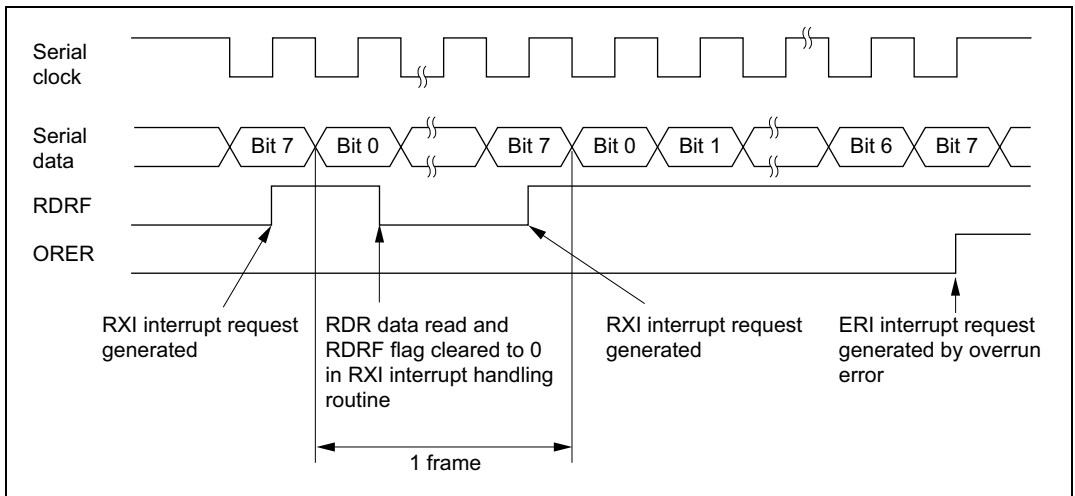 Serial
clock
Serial
data
Bit 7
Bit 0
Bit 7
Bit 0
Bit 1
Bit 6
Bit 7
RDRF
ORER
RXI interrupt request
generated
RDR data read and
RDRF flag cleared to 0
in RXI interrupt handling
routine
RXI interrupt request
generated
ERI interrupt request
generated by overrun
error
1 frame